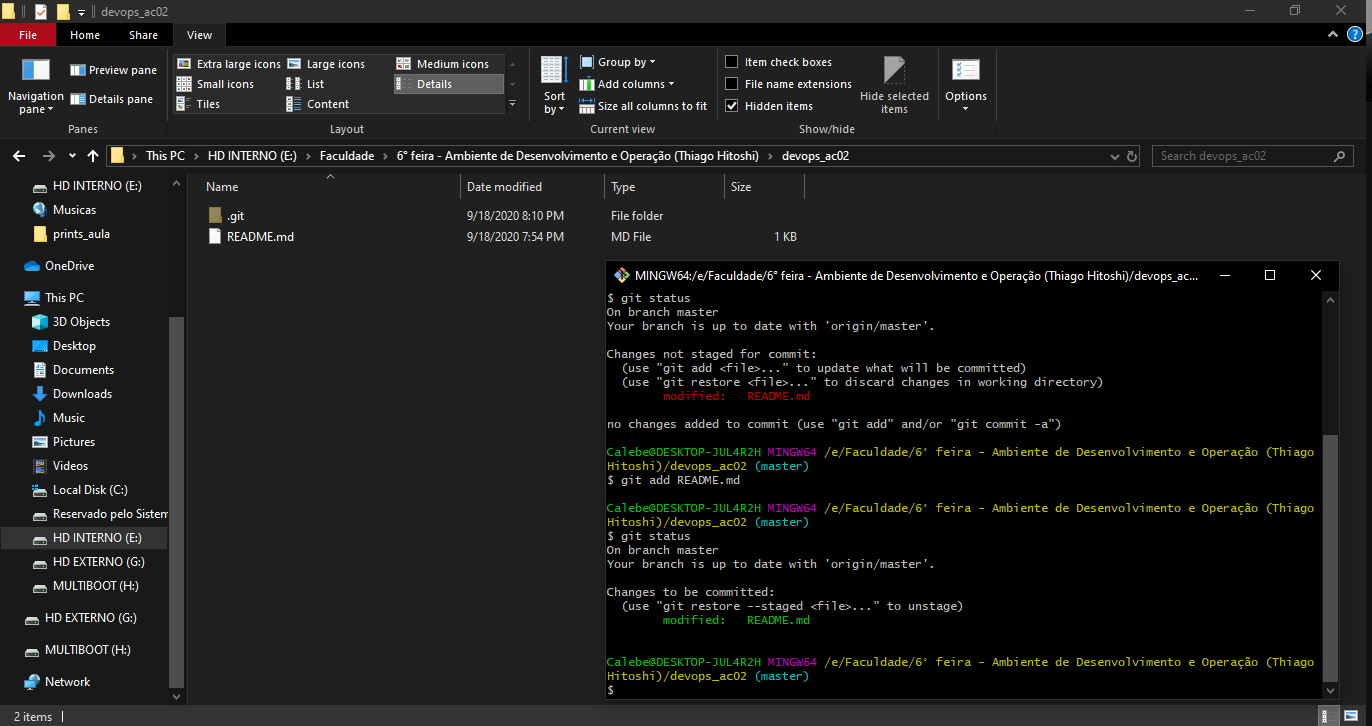 devops_ac02
File Home Share View
Navigation pane
Preview pane
Details pane
Panes
Extra large icons Large icons Medium icons
Small icons List Details
Tiles Content
Layout
Sort by
Group by
Add columns
Size all columns to fit
Current view
Item check boxes
File name extensions
Hidden items
Hide selected items
Show/hide
Options
This PC HD INTERNO (E:) Faculdade 6° feira - Ambiente de Desenvolvimento e Operação (Thiago Hitoshi) devops_ac02
Search devops_ac02
HD INTERNO (E:)
Musicas
prints_aula
OneDrive
This PC
3D Objects
Desktop
Documents
Downloads
Music
Pictures
Videos
Local Disk (C:)
Reservado pelo Sistem
HD INTERNO (E:)
HD EXTERNO (G:)
MULTIBOOT (H:)
HD EXTERNO (G:)
MULTIBOOT (H:)
Network
Name Date modified Type Size
.git 9/18/2020 8:10 PM File folder
README.md 9/18/2020 7:54 PM MD File 1 KB
MINGW64:/e/Faculdade/6° feira - Ambiente de Desenvolvimento e Operação (Thiago Hitoshi)/devops_ac...
$ git status
On branch master
Your branch is up to date with 'origin/master'.
Changes not staged for commit:
(use "git add <file>..." to update what will be committed)
(use "git restore <file>..." to discard changes in working directory)
modified: README.md
no changes added to commit (use "git add" and/or "git commit -a")
Calebe@DESKTOP-JUL4R2H MINGW64 /e/Faculdade/6° feira - Ambiente de Desenvolvimento e Operação (Thiago
Hitoshi)/devops_ac02 (master)
$ git add README.md
Calebe@DESKTOP-JUL4R2H MINGW64 /e/Faculdade/6° feira - Ambiente de Desenvolvimento e Operação (Thiago
Hitoshi)/devops_ac02 (master)
$ git status
On branch master
Your branch is up to date with 'origin/master'.
Changes to be committed:
(use "git restore --staged <file>..." to unstage)
modified: README.md
Calebe@DESKTOP-JUL4R2H MINGW64 /e/Faculdade/6° feira - Ambiente de Desenvolvimento e Operação (Thiago
Hitoshi)/devops_ac02 (master)
$
2 items